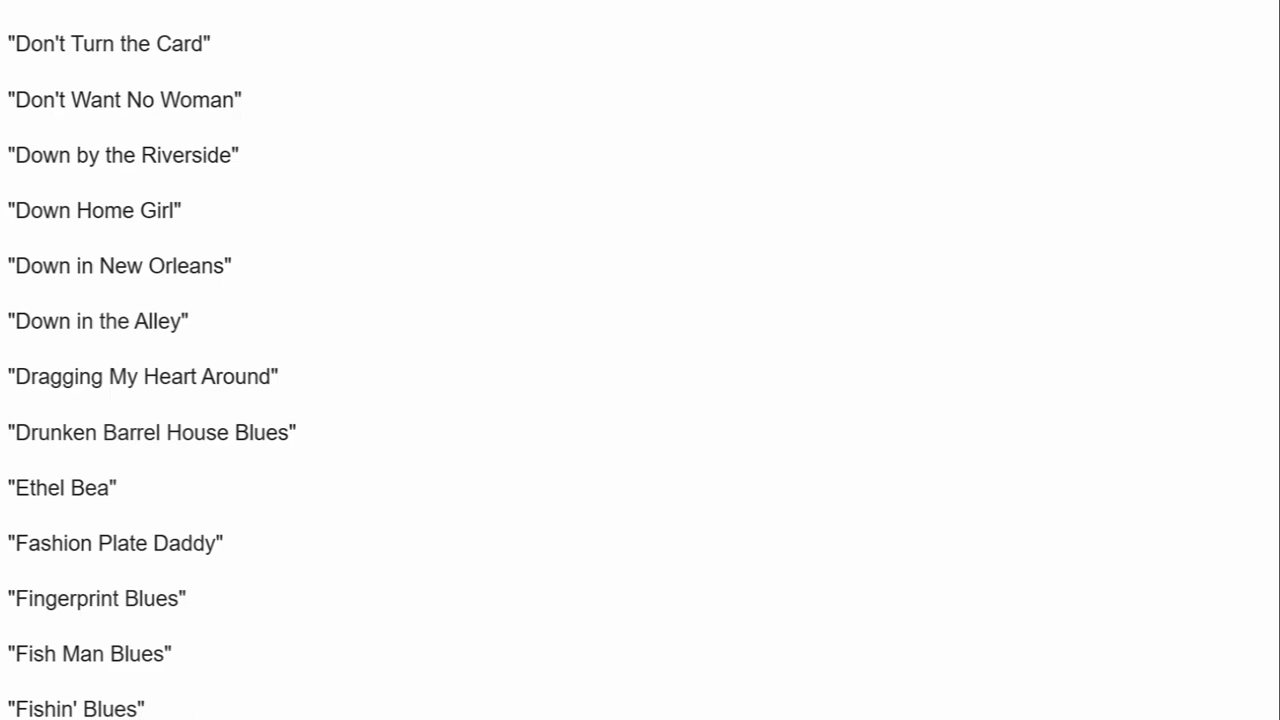 "Don't Turn the Card"
"Don't Want No Woman"
"Down by the Riverside"
"Down Home Girl"
"Down in New Orleans"
"Down in the Alley"
"Dragging My Heart Around"
"Drunken Barrel House Blues"
"Ethel Bea"
"Fashion Plate Daddy"
"Fingerprint Blues"
"Fish Man Blues"
"Fishin' Blues"